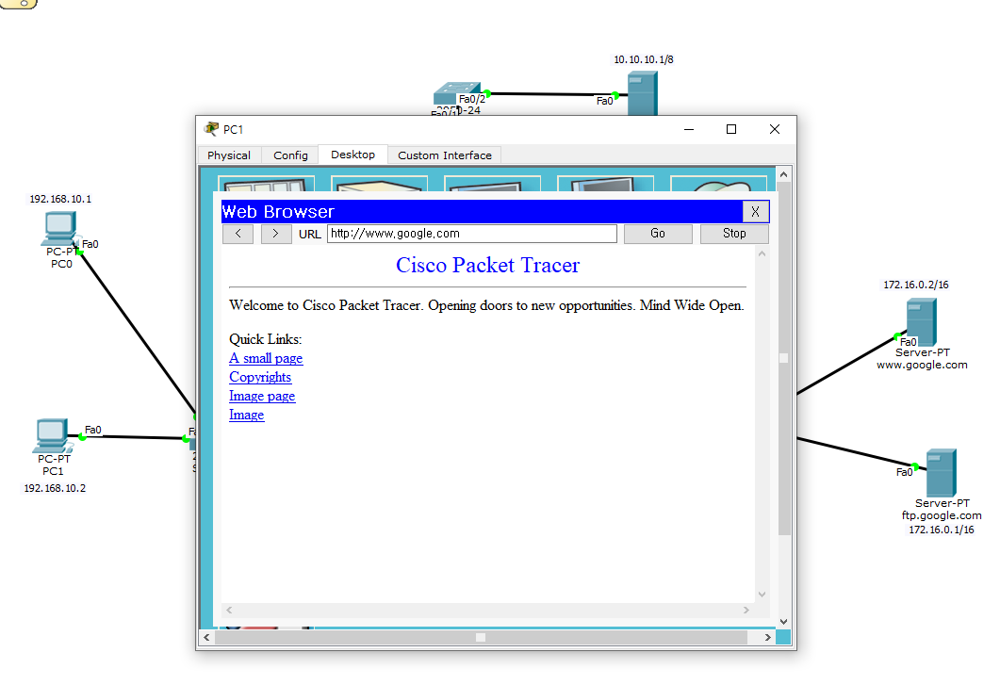 10.10.10.1/8
Fa0/2
Fa0
Fa0/1
-24
PC1
Physical
Config
Desktop
Custom Interface
192.168.10.1
Web Browser
X
<
>
URL
http://www.google.com
Go
Stop
Fa0
PC-PT
PC0
Cisco Packet Tracer
Welcome to Cisco Packet Tracer. Opening doors to new opportunities. Mind Wide Open.
Quick Links:
A small page
Copyrights
Image page
Image
172.16.0.2/16
Fa0
Server-PT
www.google.com
Fa0
PC-PT
PC1
192.168.10.2
Fa0
Server-PT
ftp.google.com
172.16.0.1/16